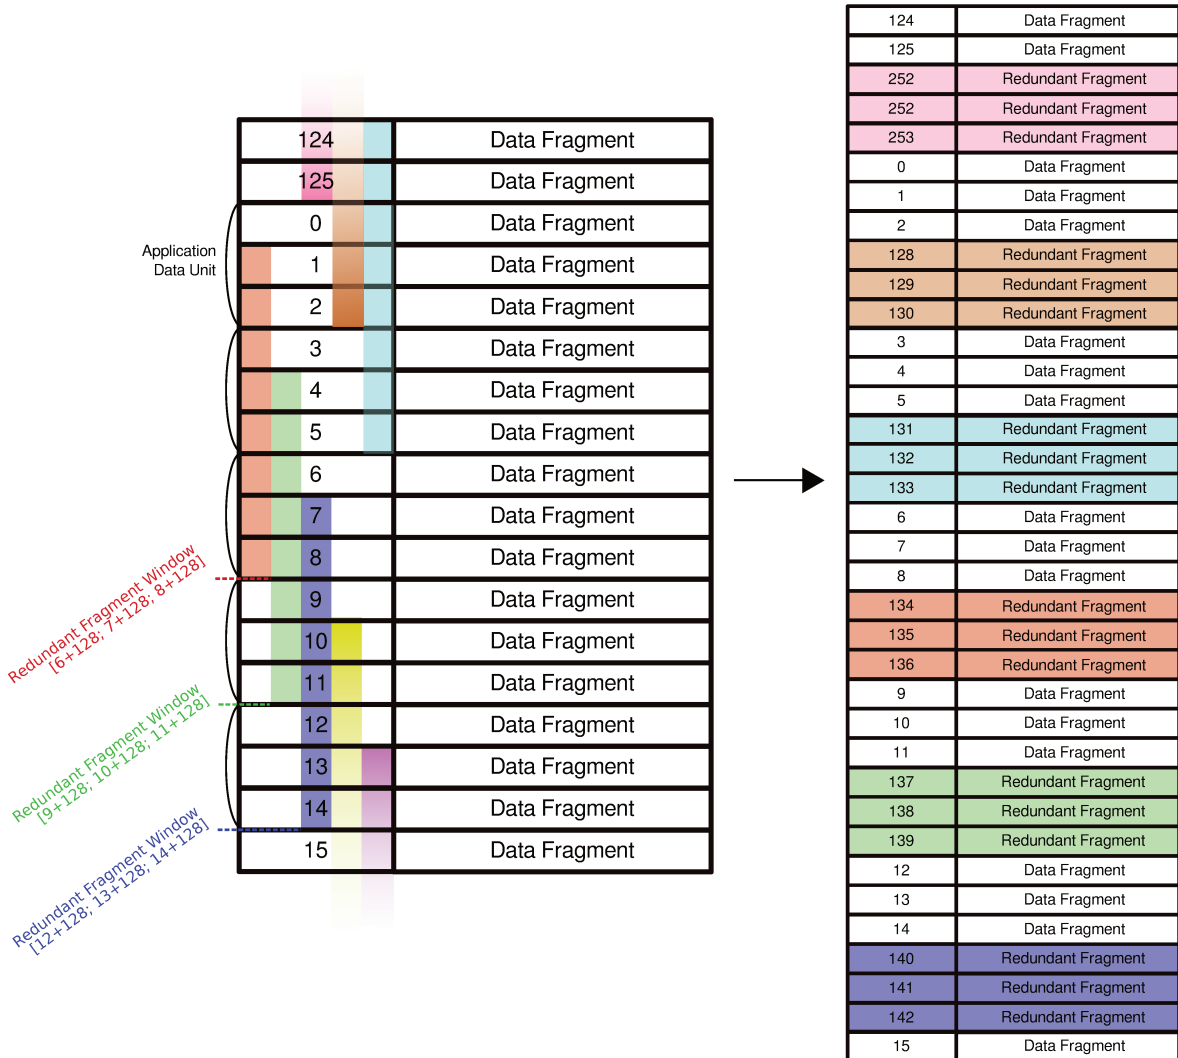 124 Data Fragment
125 Data Fragment
0 Data Fragment
1 Data Fragment
2 Data Fragment
3 Data Fragment
4 Data Fragment
5 Data Fragment
6 Data Fragment
7 Data Fragment
8 Data Fragment
9 Data Fragment
10 Data Fragment
11 Data Fragment
12 Data Fragment
13 Data Fragment
14 Data Fragment
15 Data Fragment
Application
Data Unit
Redundant Fragment Window
[6+128; 7+128; 8+128]
Redundant Fragment Window
[9+128; 10+128; 11+128]
Redundant Fragment Window
[12+128; 13+128; 14+128]
124 Data Fragment
125 Data Fragment
252 Redundant Fragment
252 Redundant Fragment
253 Redundant Fragment
0 Data Fragment
1 Data Fragment
2 Data Fragment
128 Redundant Fragment
129 Redundant Fragment
130 Redundant Fragment
3 Data Fragment
4 Data Fragment
5 Data Fragment
131 Redundant Fragment
132 Redundant Fragment
133 Redundant Fragment
6 Data Fragment
7 Data Fragment
8 Data Fragment
134 Redundant Fragment
135 Redundant Fragment
136 Redundant Fragment
9 Data Fragment
10 Data Fragment
11 Data Fragment
137 Redundant Fragment
138 Redundant Fragment
139 Redundant Fragment
12 Data Fragment
13 Data Fragment
14 Data Fragment
140 Redundant Fragment
141 Redundant Fragment
142 Redundant Fragment
15 Data Fragment